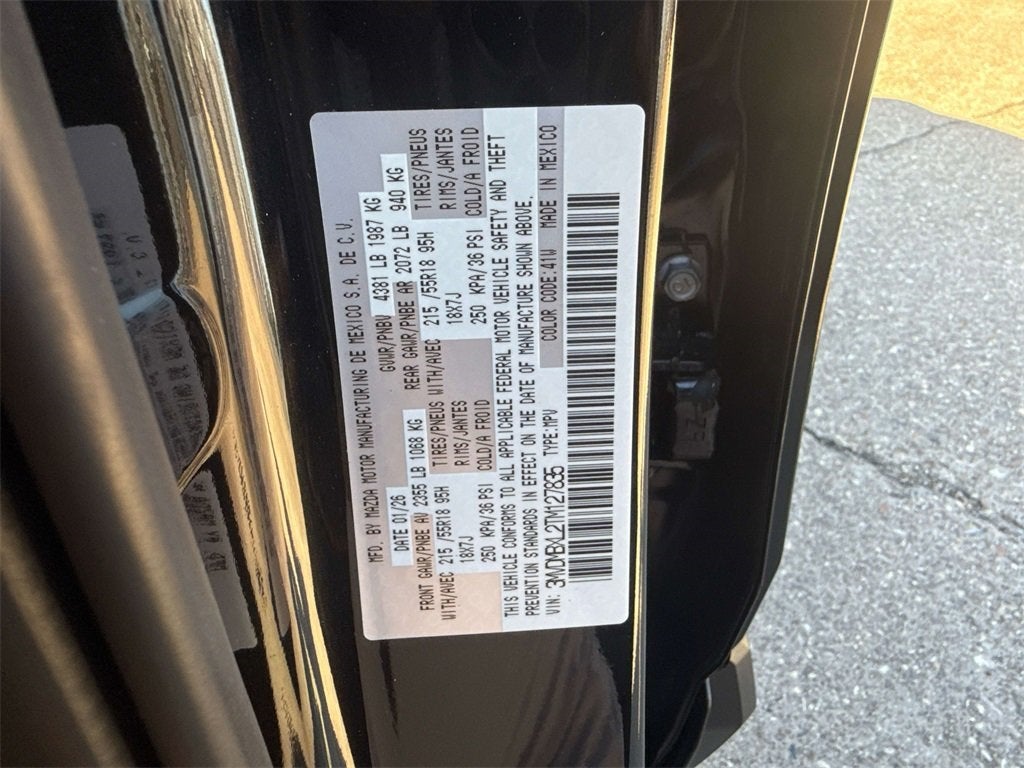 MFD. BY MAZDA MOTOR MANUFACTURING DE MEXICO S.A. DE C.V.
DATE 01/26 GVWR/PNBV 4381 LB 1987 KG
FRONT GAWR/PNBE AV 2355 LB 1068 KG REAR GAWR/PNBE AR 2072 LB 940 KG
WITH/AVEC 215 /55R18 95H TIRES/PNEUS WITH/AVEC 215 /55R18 95H TIRES/PNEUS
18X7J RIMS/JANTES 18X7J RIMS/JANTES
250 KPA/36 PSI COLD/A FROID 250 KPA/36 PSI COLD/A FROID
THIS VEHICLE CONFORMS TO ALL APPLICABLE FEDERAL MOTOR VEHICLE SAFETY AND THEFT
PREVENTION STANDARDS IN EFFECT ON THE DATE OF MANUFACTURE SHOWN ABOVE.
VIN: 3MVDMBXL2TM127835 TYPE:MPV COLOR CODE:41W MADE IN MEXICO